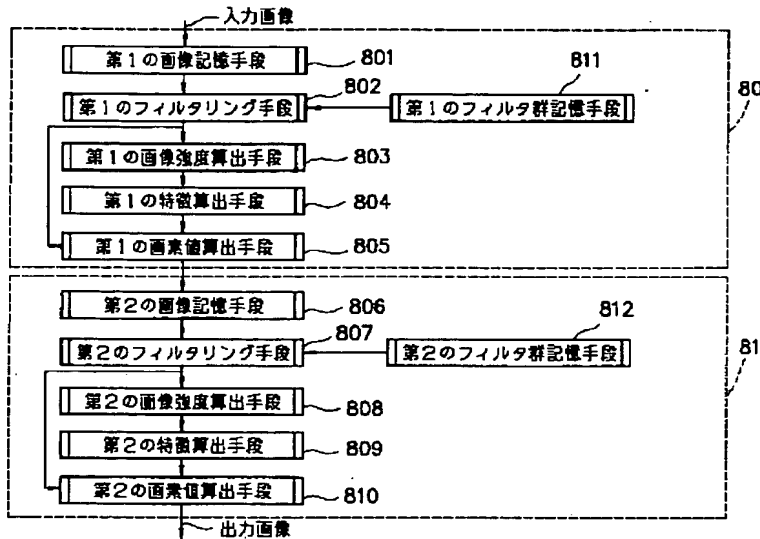 入力画像
第1の画像記憶手段 801
802 811
第1のフィルタリング手段 第1のフィルタ群記憶手段 80
第1の画像強度算出手段 803
第1の特徴算出手段 804
第1の画素値算出手段 805
第2の画像記憶手段 806
807 812
第2のフィルタリング手段 第2のフィルタ群記憶手段 81
第2の画像強度算出手段 808
第2の特徴算出手段 809
第2の画素値算出手段 810
出力画像